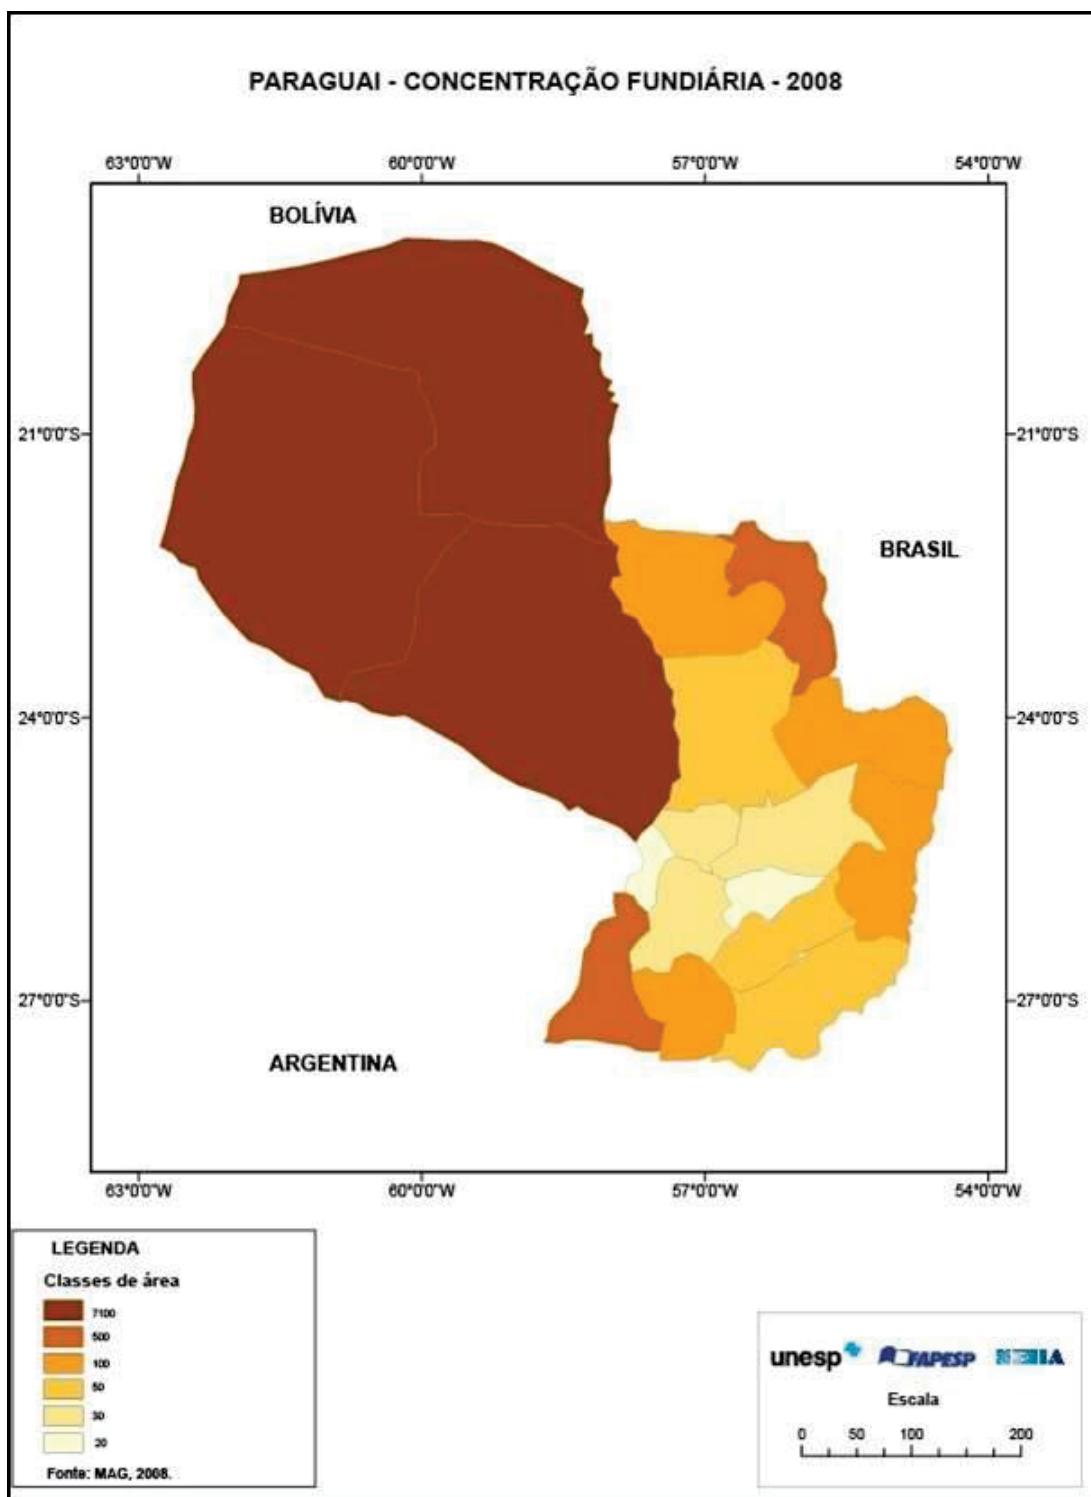 PARAGUAI - CONCENTRAÇÃO FUNDIÁRIA - 2008
63°0'0"W 60°0'0"W 57°0'0"W 54°0'0"W
BOLÍVIA
21°0'0"S 21°0'0"S
BRASIL
24°0'0"S 24°0'0"S
27°0'0"S 27°0'0"S
ARGENTINA
63°0'0"W 60°0'0"W 57°0'0"W 54°0'0"W
LEGENDA
Classes de área
7100
500
100
50
30
20
Fonte: MAG, 2008.
unesp FAPESP
Escala
0 50 100 200